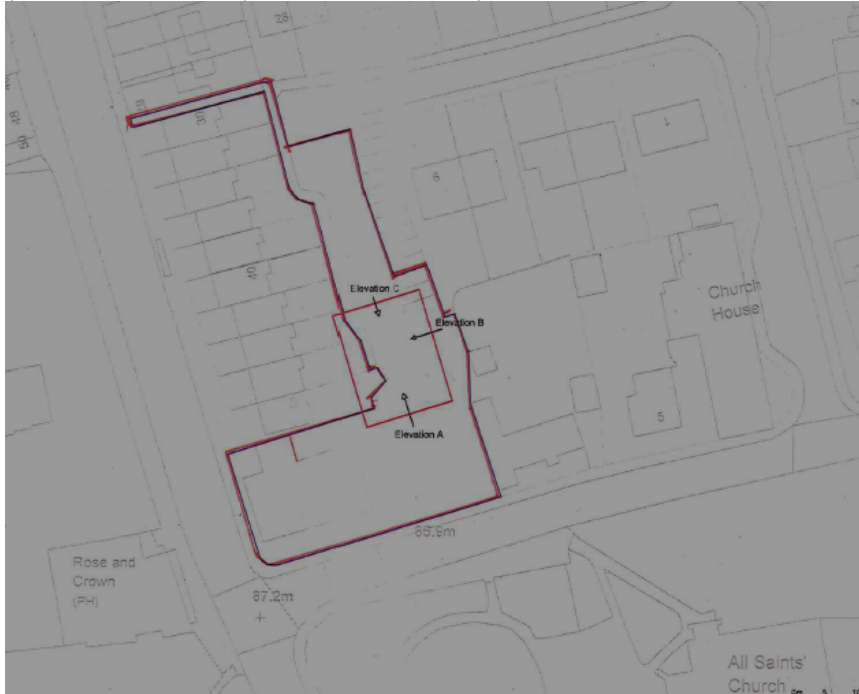 28
30
48
50
40
6
1
Elevation C
Elevation B
Church
House
5
Elevation A
86.9m
Rose and
Crown
(PH)
87.2m
All Saints'
Church